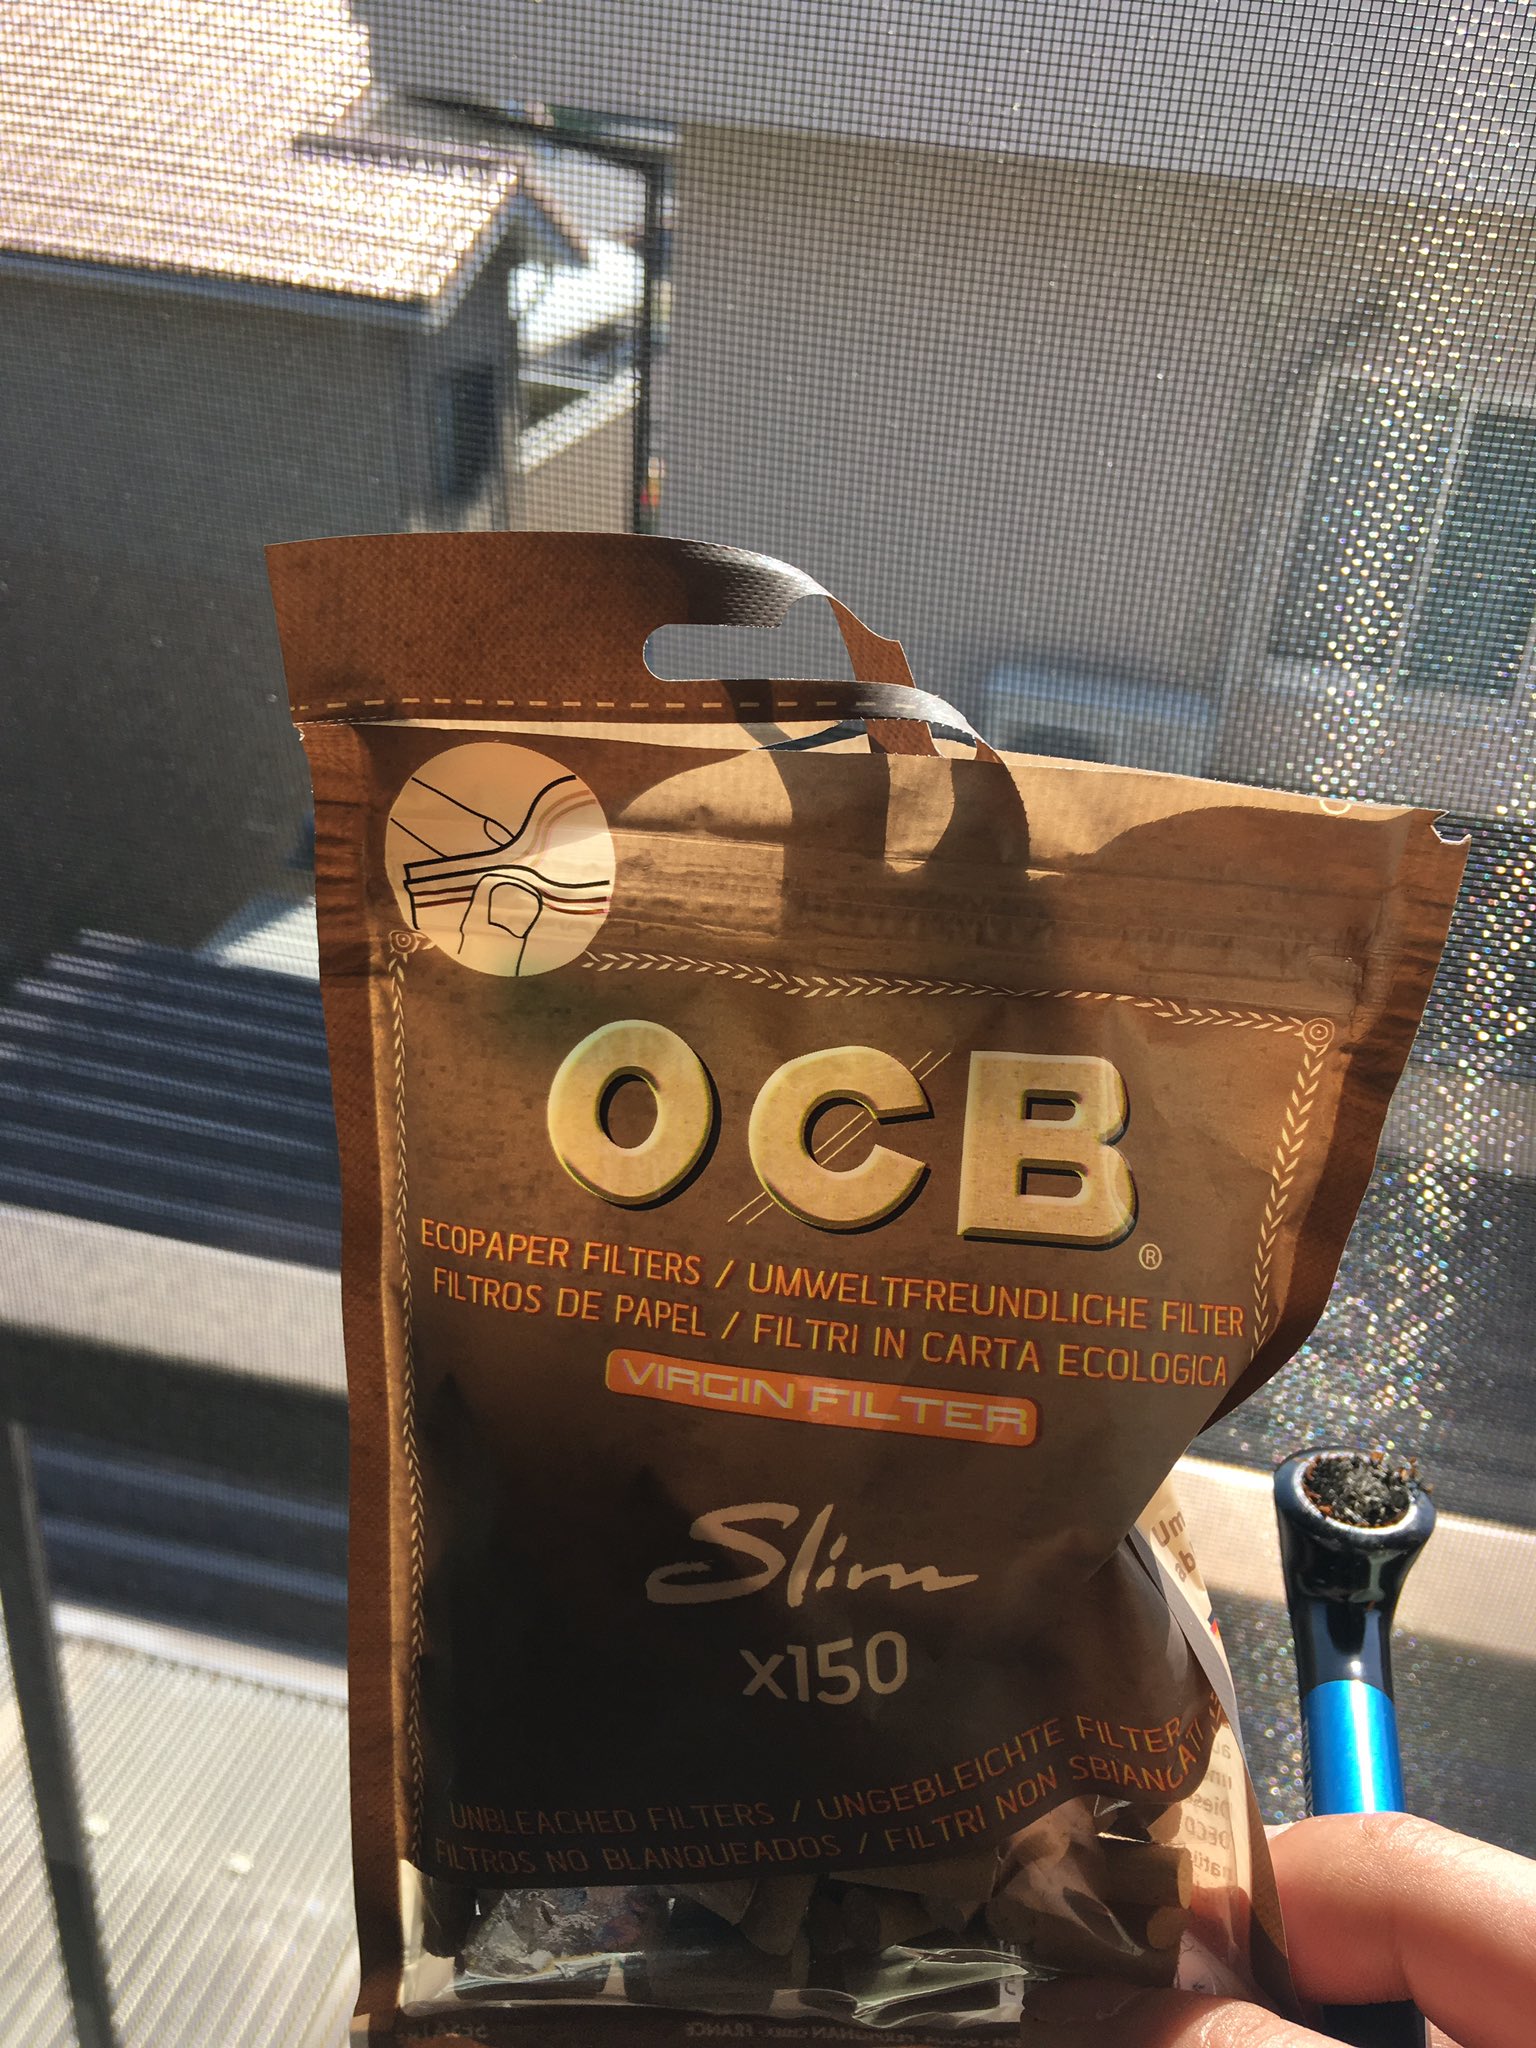 OCB®
ECOPAPER FILTERS / UMWELTFREUNDLICHE FILTER
FILTROS DE PAPEL / FILTRI IN CARTA ECOLOGICA
VIRGIN FILTER
Slim
x150
UNBLEACHED FILTERS / UNGEBLEICHTE FILTER
FILTROS NO BLANQUEADOS / FILTRI NON SBIANCATI